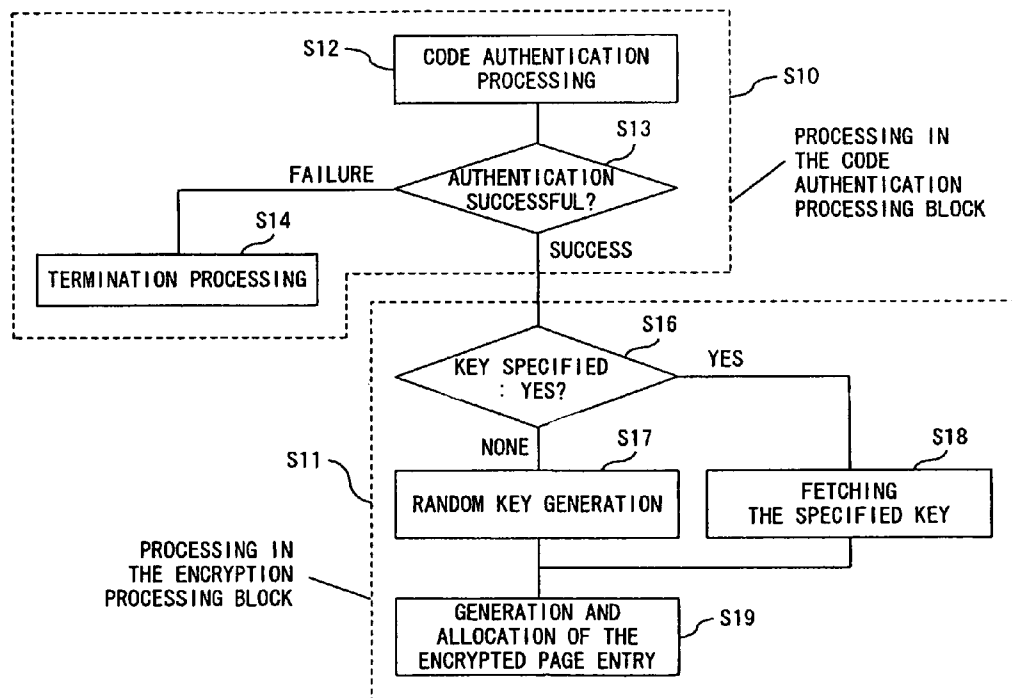 S12
CODE AUTHENTICATION
PROCESSING
S10
S13
PROCESSING IN
THE CODE
AUTHENTICATION
PROCESSING BLOCK
FAILURE
AUTHENTICATION
SUCCESSFUL?
S14
SUCCESS
TERMINATION PROCESSING
S16
KEY SPECIFIED
: YES?
YES
NONE
S17
S18
S11
RANDOM KEY GENERATION
FETCHING
THE SPECIFIED KEY
PROCESSING IN
THE ENCRYPTION
PROCESSING BLOCK
GENERATION AND
ALLOCATION OF THE
ENCRYPTED PAGE ENTRY
S19